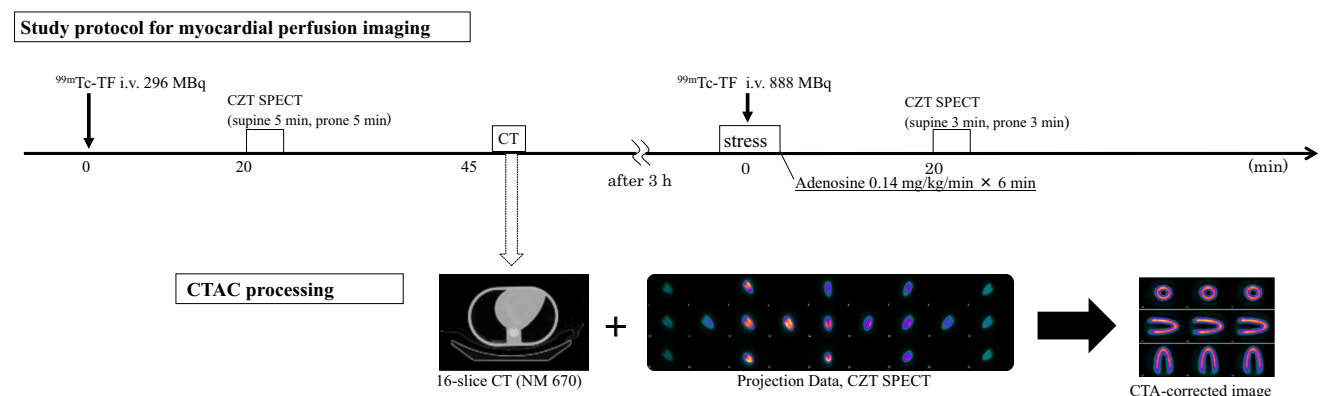 Study protocol for myocardial perfusion imaging
99mTc-TF i.v. 296 MBq
CZT SPECT
(supine 5 min, prone 5 min)
CT
99mTc-TF i.v. 888 MBq
stress
CZT SPECT
(supine 3 min, prone 3 min)
0
20
45
after 3 h
0
20
(min)
Adenosine 0.14 mg/kg/min × 6 min
CTAC processing
+
16-slice CT (NM 670)
Projection Data, CZT SPECT
CTA-corrected image